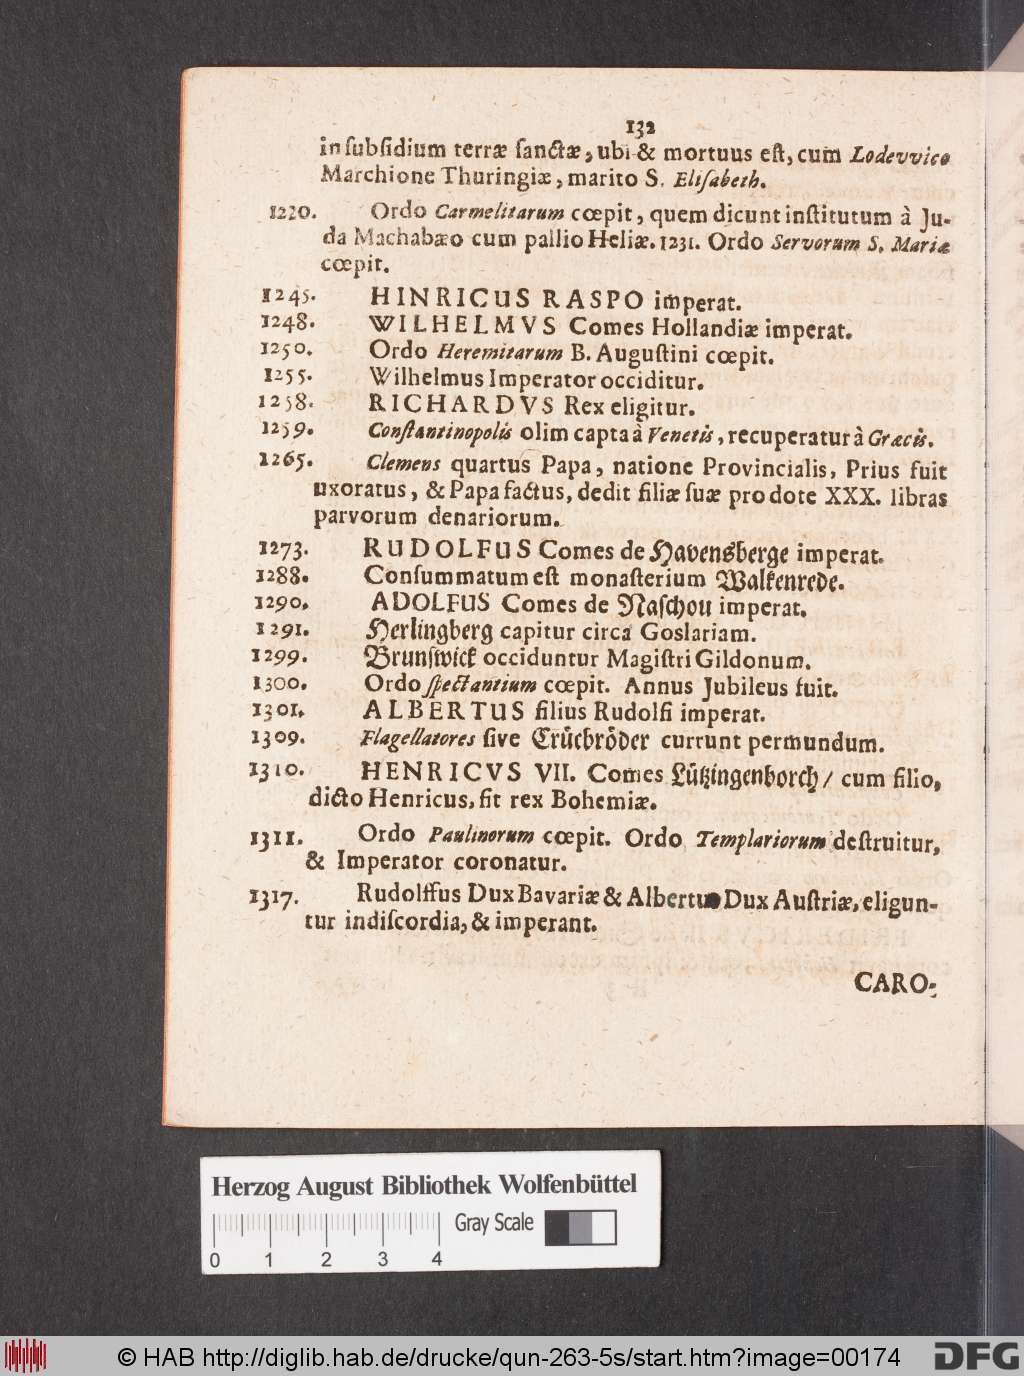 132
in ſubſidium terræ ſanctæ, ubi & mortuus eſt, cum Lodevvico
Marchione Thuringiæ, marito S. Eliſabeth.
1220. Ordo Carmelitarum cœpit, quem dicunt inſtitutum à Ju-
da Machabæo cum pallio Heliæ. 1231. Ordo Servorum S. Mariæ
cœpit.
1245. HINRICUS RASPO imperat.
1248. WILHELMVS Comes Hollandiæ imperat.
1250. Ordo Heremitarum B. Auguſtini cœpit.
1255. Wilhelmus Imperator occiditur.
1258. RICHARDVS Rex eligitur.
1259. Conſtantinopolis olim capta à Venetis, recuperatur à Græcis.
1265. Clemens quartus Papa, natione Provincialis, Prius fuit
uxoratus, & Papa factus, dedit filiæ ſuæ pro dote XXX. libras
parvorum denariorum.
1273. RUDOLFUS Comes de Havensberge imperat.
1288. Conſummatum eſt monaſterium Walkenrede.
1290. ADOLFUS Comes de Naſchou imperat.
1291. Herlingberg capitur circa Goslariam.
1299. Brunſwick occiduntur Magiſtri Gildonum.
1300. Ordo ſpectantium cœpit. Annus Jubileus fuit.
1301. ALBERTUS filius Rudolfi imperat.
1309. Flagellatores ſive Crůcbrőder currunt per mundum.
1310. HENRICVS VII. Comes Lützingenborch/ cum filio,
dicto Henricus, fit rex Bohemiæ.
1311. Ordo Paulinorum cœpit. Ordo Templariorum deſtruitur,
& Imperator coronatur.
1317. Rudolffus Dux Bavariæ & Albertus Dux Auſtriæ, eligun-
tur in diſcordia, & imperant.
CARO-
Herzog August Bibliothek Wolfenbüttel
Gray Scale
0 1 2 3 4
© HAB http://diglib.hab.de/drucke/qun-263-5s/start.htm?image=00174
DFG